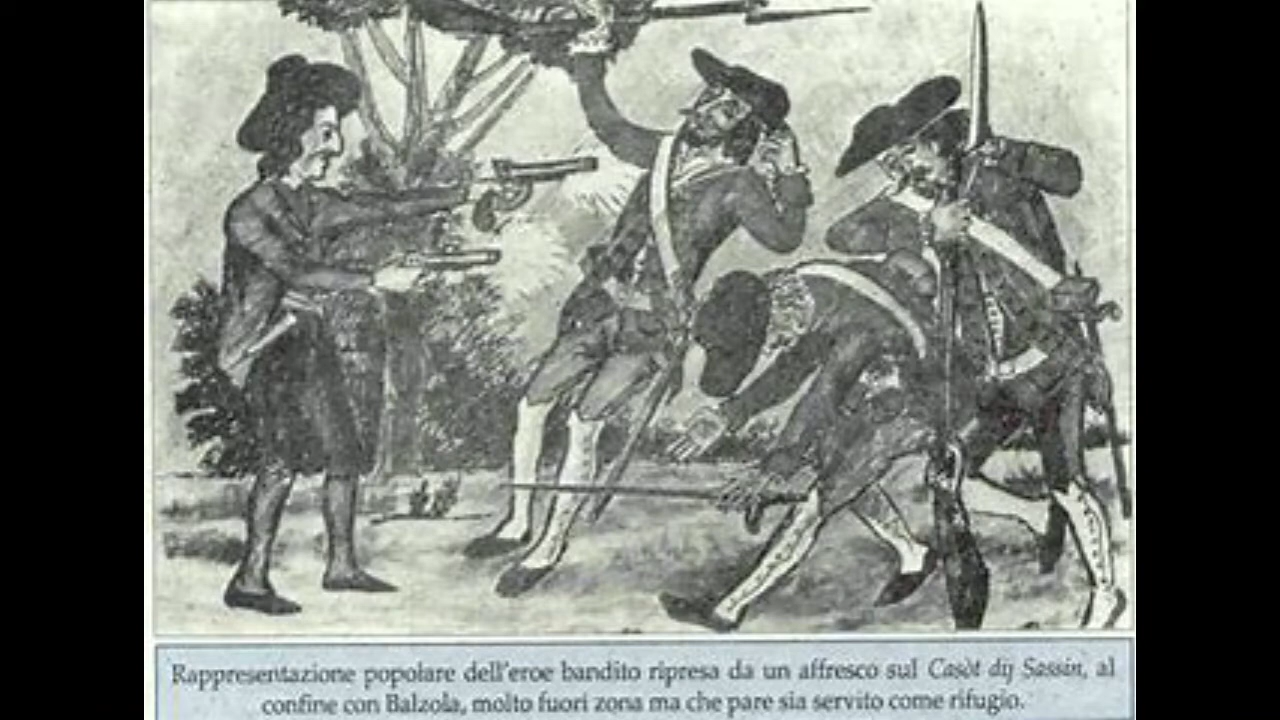 Rappresentazione popolare dell'eroe bandito ripresa da un affresco sul Casòt dij Sassin, al
confine con Balzola, molto fuori zona ma che pare sia servito come rifugio.